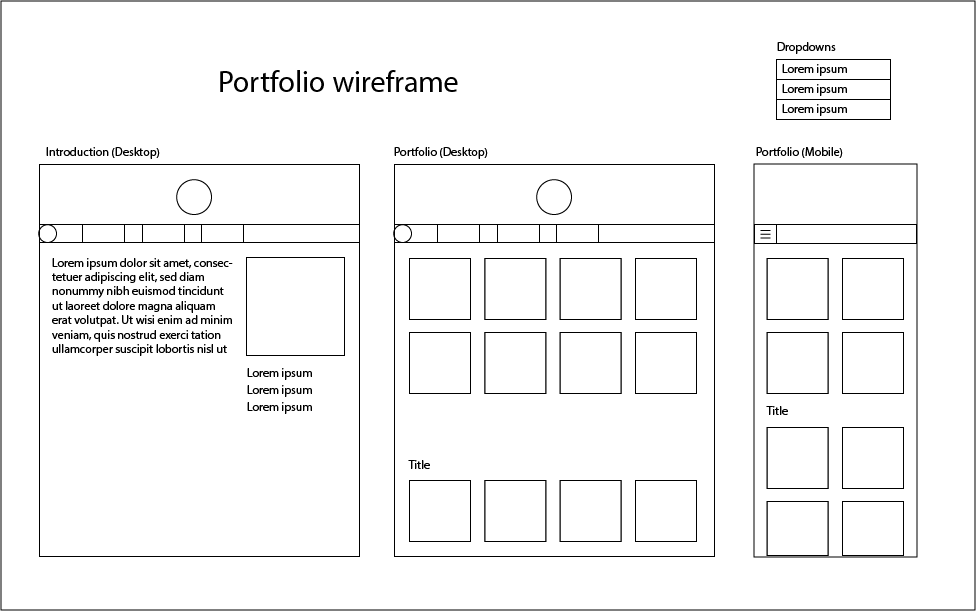 Portfolio wireframe
Dropdowns
Lorem ipsum
Lorem ipsum
Lorem ipsum
Introduction (Desktop)
Lorem ipsum dolor sit amet, consec-
tetuer adipiscing elit, sed diam
nonummy nibh euismod tincidunt
ut laoreet dolore magna aliquam
erat volutpat. Ut wisi enim ad minim
veniam, quis nostrud exerci tation
ullamcorper suscipit lobortis nisl ut
Lorem ipsum
Lorem ipsum
Lorem ipsum
Portfolio (Desktop)
Title
Portfolio (Mobile)
Title